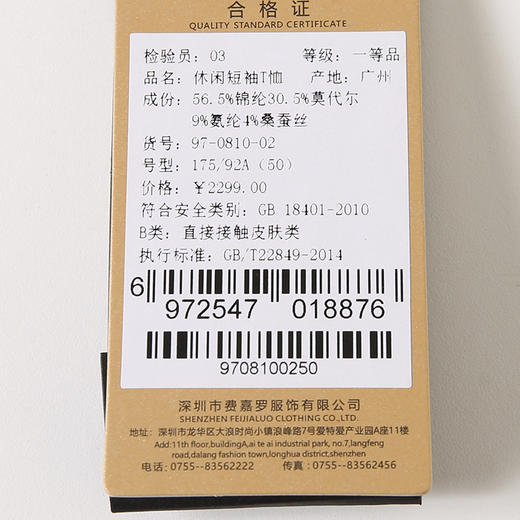 合格证
QUALITY STANDARD CERTIFICATE
检验员: 03 等级: 一等品
品名: 休闲短袖T恤 产地: 广州
成份: 56.5%锦纶30.5%莫代尔
9%氨纶4%桑蚕丝
货号: 97-0810-02
号型: 175/92A (50)
价格: ¥2299.00
符合安全类别: GB 18401-2010
B类: 直接接触皮肤类
执行标准: GB/T22849-2014
6 972547 018876
9708100250
深圳市费嘉罗服饰有限公司
SHENZHEN FEIJIALUO CLOTHING CO.,LTD
地址:深圳市龙华区大浪时尚小镇浪峰路7号爱特爱产业园A座11楼
Add:11th floor,buildingA,ai te ai industrial park, no.7,langfeng
road,dalang fashion town,longhua district,shenzhen
电话:0755--83562222 传真:0755--83562456